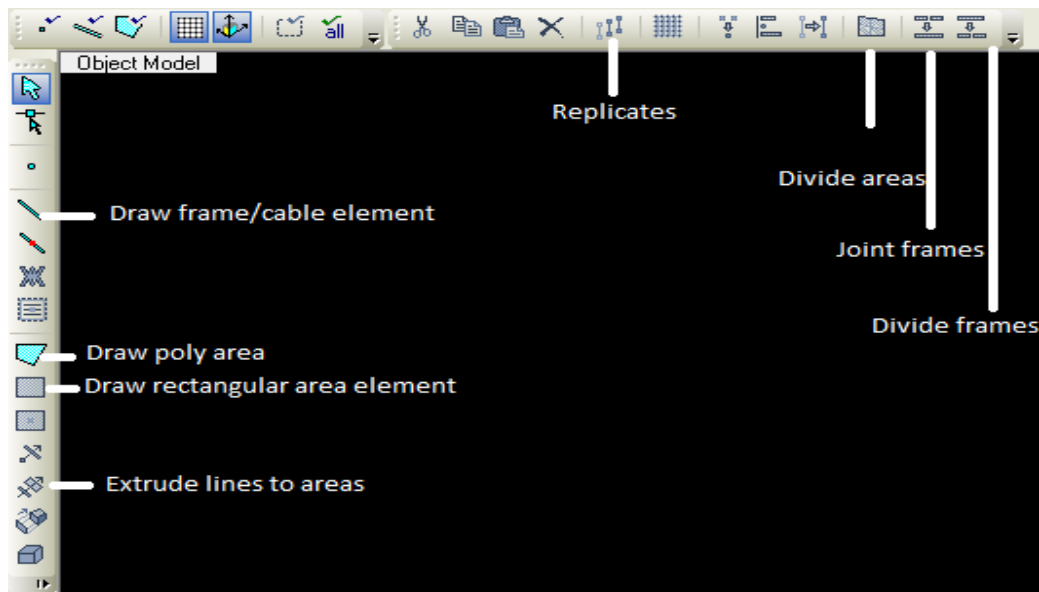 all
Object Model
Replicates
Divide areas
Draw frame/cable element
Joint frames
Divide frames
Draw poly area
Draw rectangular area element
Extrude lines to areas